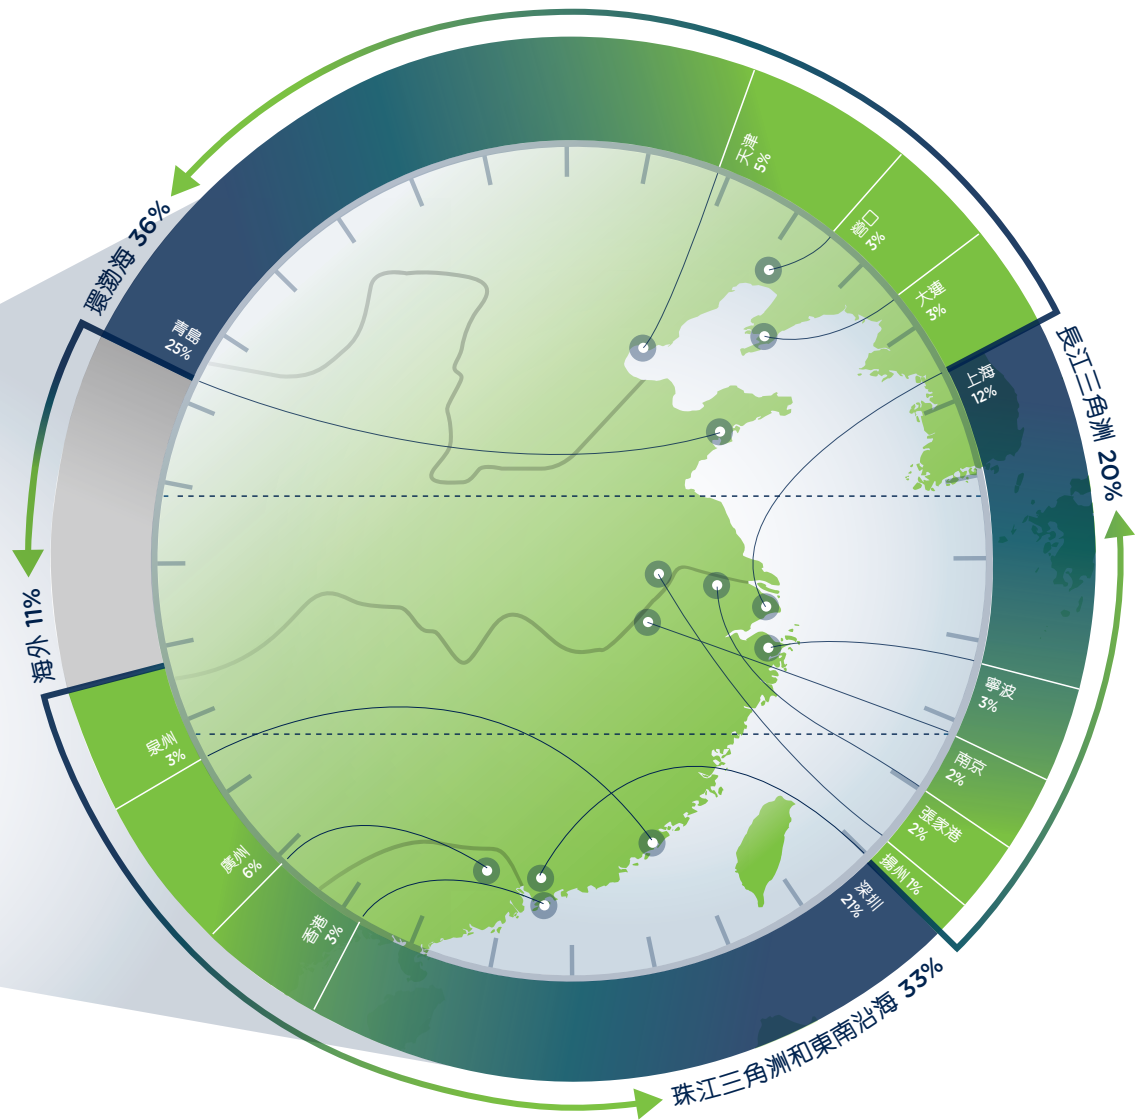 環渤海 36%
青島
25%
天津
5%
營口
3%
大連
3%
長江三角洲 20%
上海
12%
寧波
3%
南京
2%
張家港
2%
揚州 1%
珠江三角洲和東南沿海 33%
深圳
21%
香港
3%
廣州
6%
泉州
3%
海外 11%